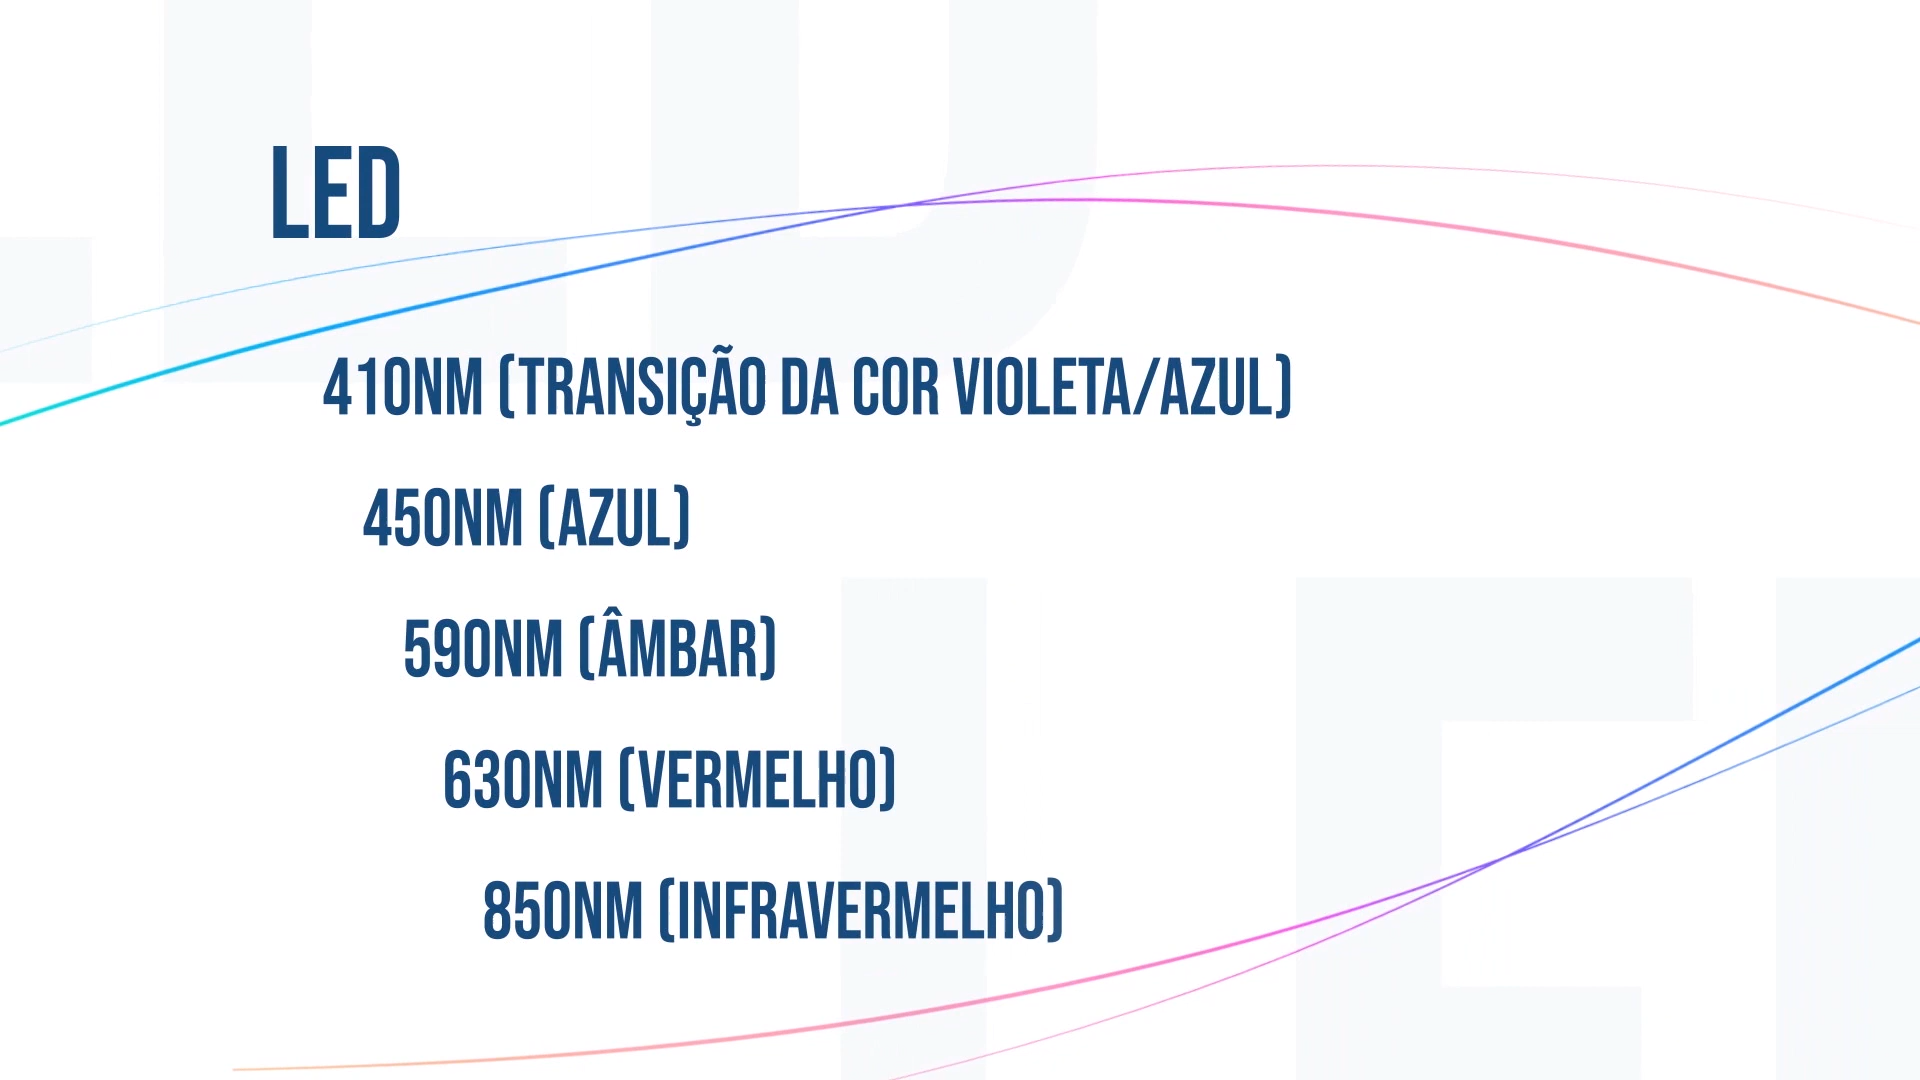 LED
410NM (TRANSIÇÃO DA COR VIOLETA/AZUL)
450NM (AZUL)
590NM (ÂMBAR)
630NM (VERMELHO)
850NM (INFRAVERMELHO)